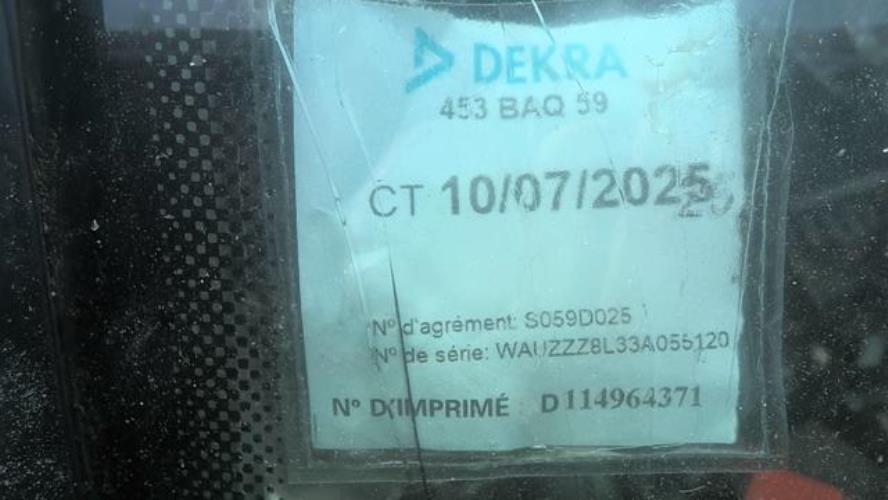 DEKRA
453 BAQ 59
CT 10/07/2025
N° d'agrément: S059D025
N° de série: WAUZZZ8L33A055120
N° D'IMPRIMÉ D114964371